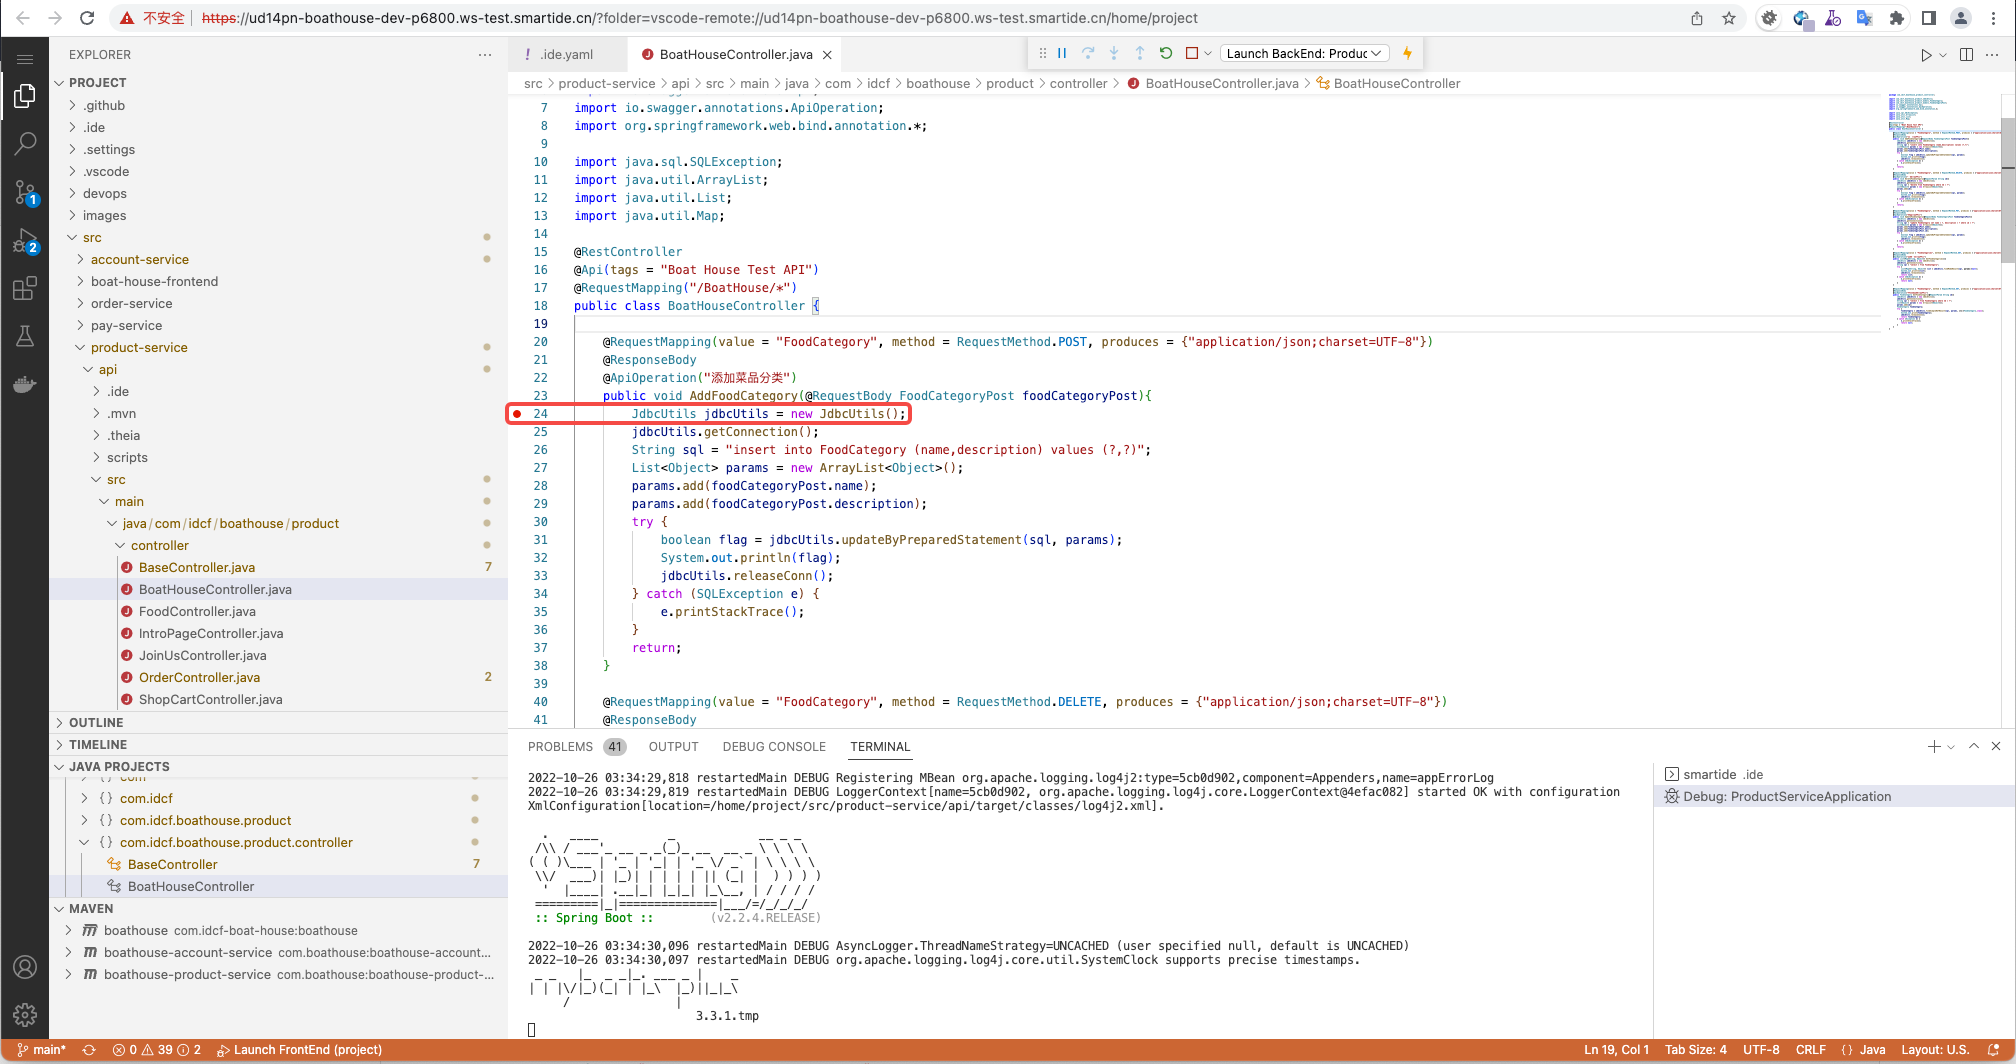 不安全 https://ud14pn-boathouse-dev-p6800.ws-test.smartide.cn/?folder=vscode-remote://ud14pn-boathouse-dev-p6800.ws-test.smartide.cn/home/project
EXPLORER
PROJECT
.github
.ide
.settings
.vscode
devops
images
src
account-service
boat-house-frontend
order-service
pay-service
product-service
api
.ide
.mvn
.theia
scripts
src
main
java/com/idcf/boathouse/product
controller
BaseController.java 7
BoatHouseController.java
FoodController.java
IntroPageController.java
JoinUsController.java
OrderController.java 2
ShopCartController.java
OUTLINE
TIMELINE
JAVA PROJECTS
{} com
{} com.idcf
{} com.idcf.boathouse.product
{} com.idcf.boathouse.product.controller
BaseController 7
BoatHouseController
MAVEN
boathouse com.idcf-boat-house:boathouse
boathouse-account-service com.boathouse:boathouse-account...
boathouse-product-service com.boathouse:boathouse-product-...
1
2
! .ide.yaml
BoatHouseController.java
Launch BackEnd: Produc
src > product-service > api > src > main > java > com > idcf > boathouse > product > controller > BoatHouseController.java > BoatHouseController
7 import io.swagger.annotations.ApiOperation;
8 import org.springframework.web.bind.annotation.*;
9
10 import java.sql.SQLException;
11 import java.util.ArrayList;
12 import java.util.List;
13 import java.util.Map;
14
15 @RestController
16 @Api(tags = "Boat House Test API")
17 @RequestMapping("/BoatHouse/*")
18 public class BoatHouseController {
19
20 @RequestMapping(value = "FoodCategory", method = RequestMethod.POST, produces = {"application/json;charset=UTF-8"})
21 @ResponseBody
22 @ApiOperation("添加菜品分类")
23 public void AddFoodCategory(@RequestBody FoodCategoryPost foodCategoryPost){
24 JdbcUtils jdbcUtils = new JdbcUtils();
25 jdbcUtils.getConnection();
26 String sql = "insert into FoodCategory (name,description) values (?,?)";
27 List<Object> params = new ArrayList<Object>();
28 params.add(foodCategoryPost.name);
29 params.add(foodCategoryPost.description);
30 try {
31 boolean flag = jdbcUtils.updateByPreparedStatement(sql, params);
32 System.out.println(flag);
33 jdbcUtils.releaseConn();
34 } catch (SQLException e) {
35 e.printStackTrace();
36 }
37 return;
38 }
39
40 @RequestMapping(value = "FoodCategory", method = RequestMethod.DELETE, produces = {"application/json;charset=UTF-8"})
41 @ResponseBody
PROBLEMS 41 OUTPUT DEBUG CONSOLE TERMINAL
2022-10-26 03:34:29,818 restartedMain DEBUG Registering MBean org.apache.logging.log4j2:type=5cb0d902,component=Appenders,name=appErrorLog
2022-10-26 03:34:29,819 restartedMain DEBUG LoggerContext[name=5cb0d902, org.apache.logging.log4j.core.LoggerContext@4efac082] started OK with configuration
XmlConfiguration[location=/home/project/src/product-service/api/target/classes/log4j2.xml].
:: Spring Boot :: (v2.2.4.RELEASE)
2022-10-26 03:34:30,096 restartedMain DEBUG AsyncLogger.ThreadNameStrategy=UNCACHED (user specified null, default is UNCACHED)
2022-10-26 03:34:30,097 restartedMain DEBUG org.apache.logging.log4j.core.util.SystemClock supports precise timestamps.
3.3.1.tmp
smartide .ide
Debug: ProductServiceApplication
main* 0 39 2 Launch FrontEnd (project) Ln 19, Col 1 Tab Size: 4 UTF-8 CRLF {} Java Layout: U.S.